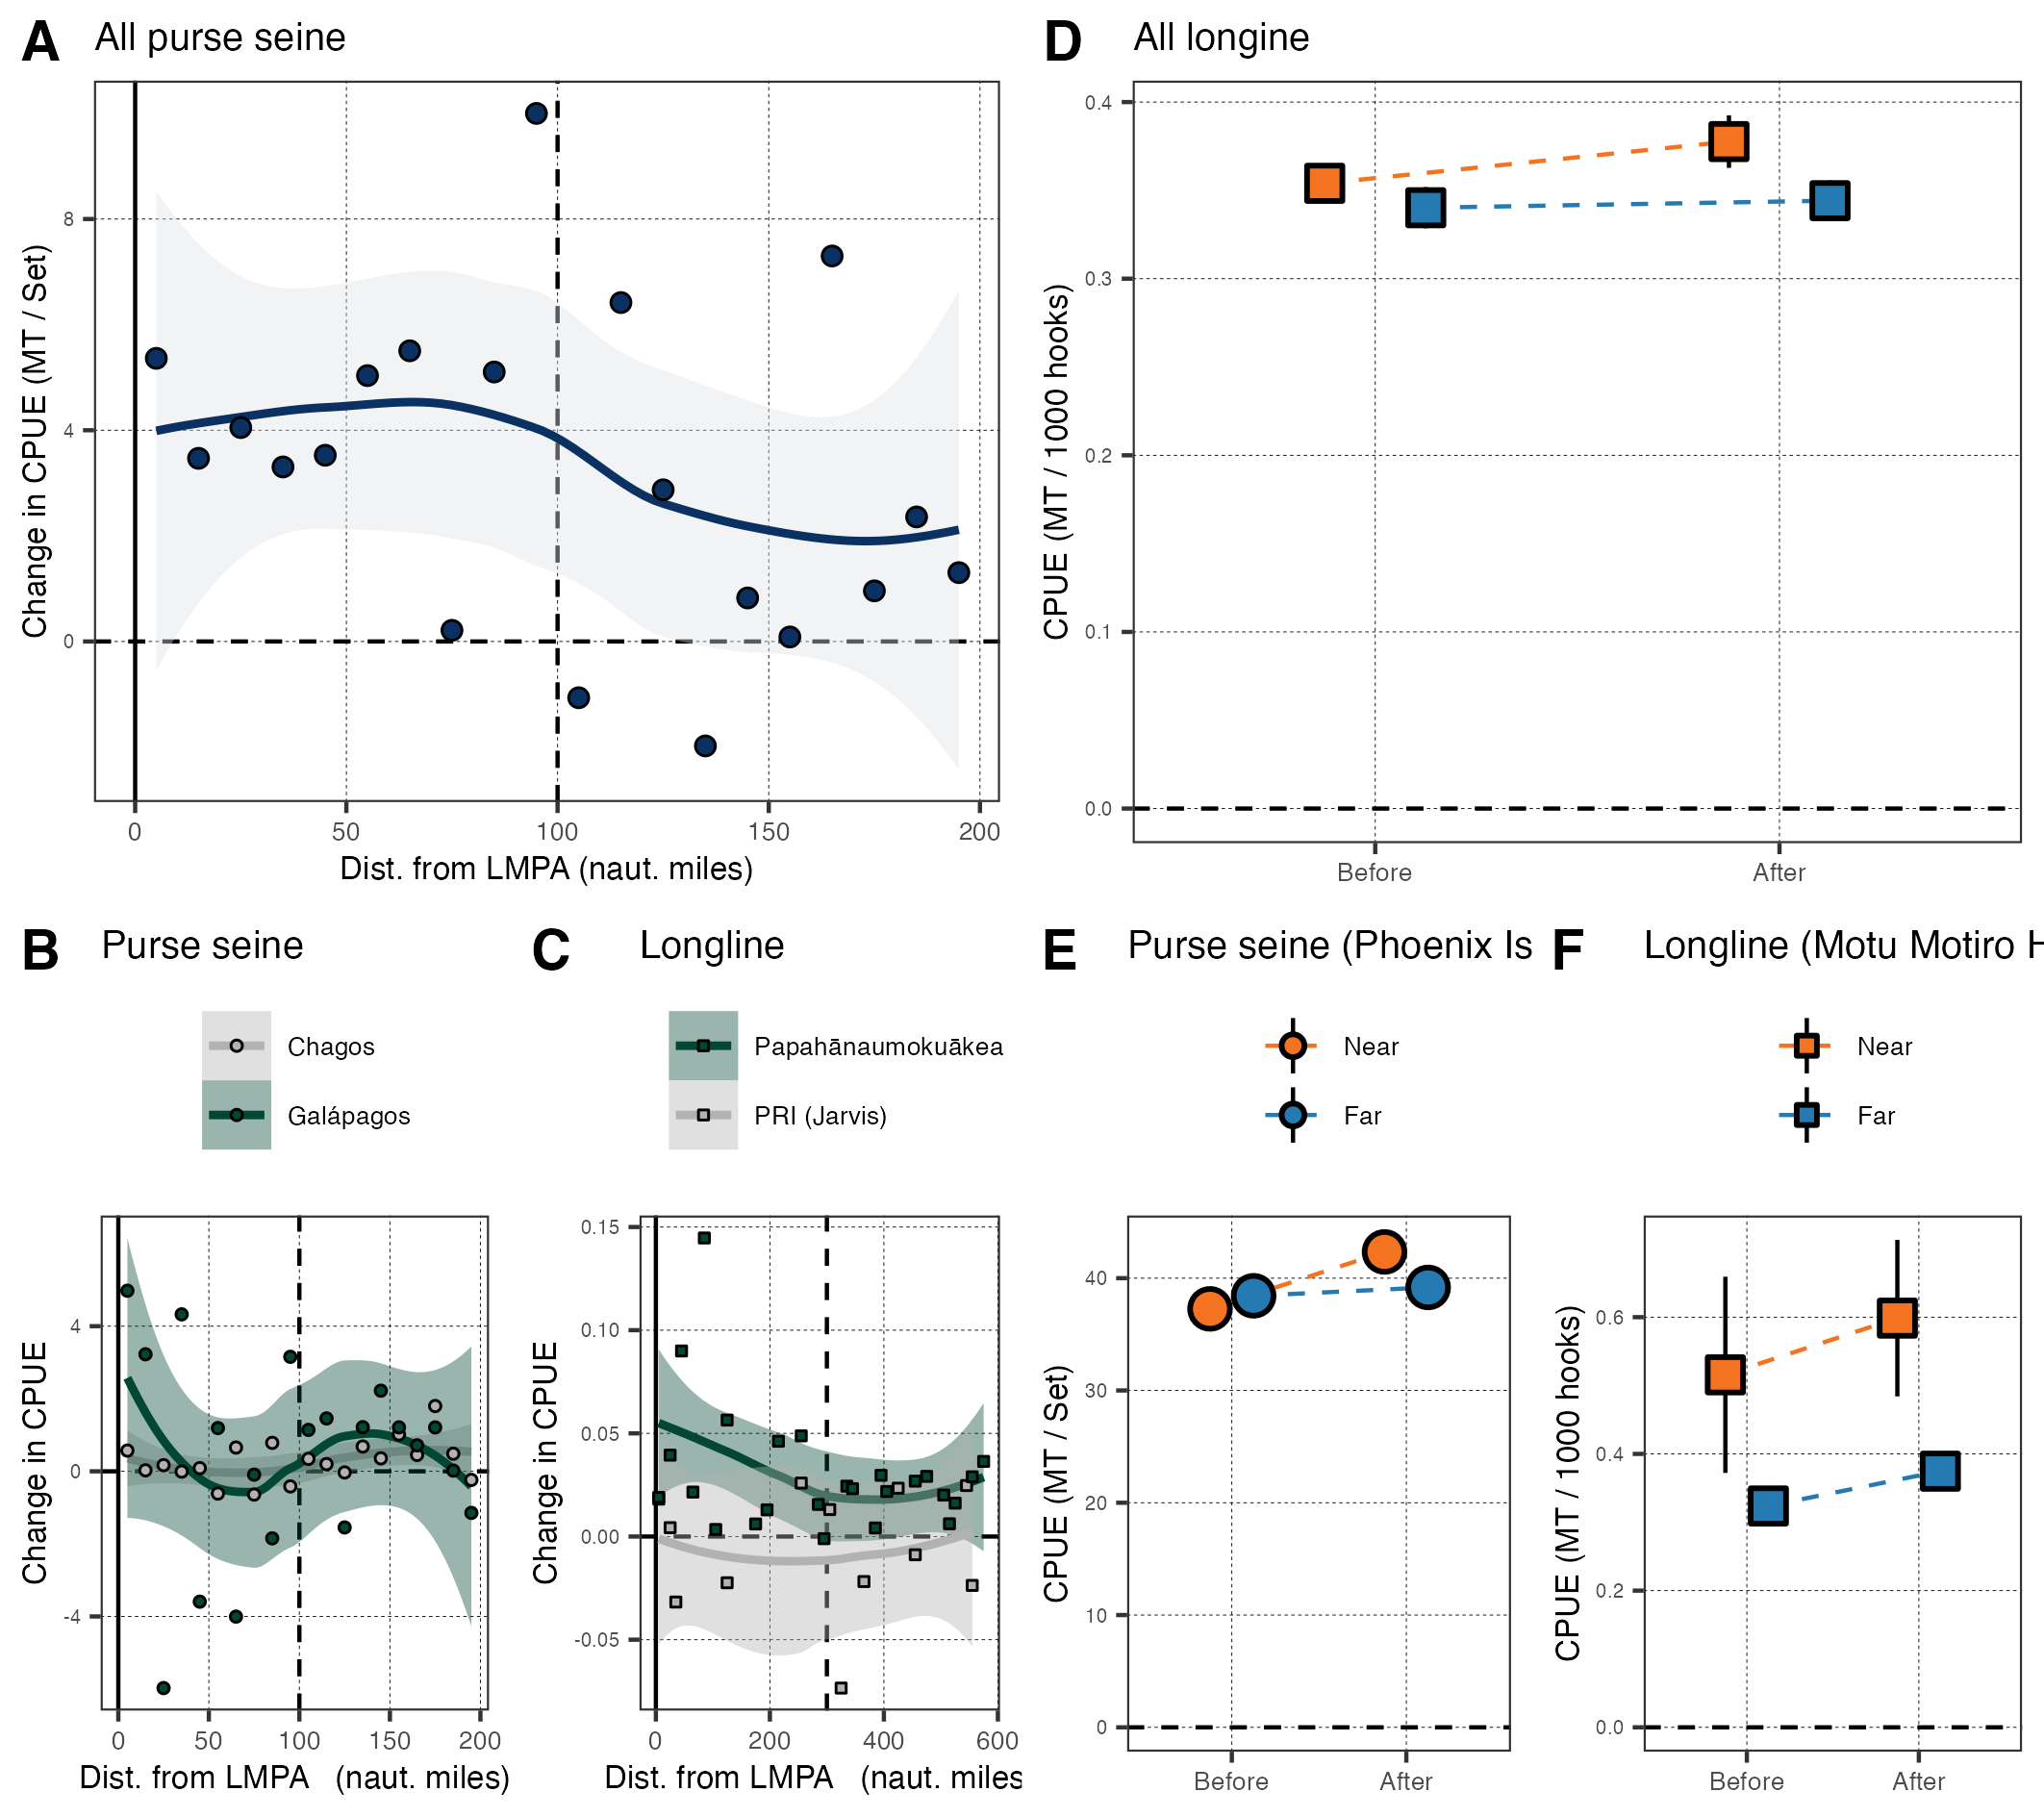 A All purse seine
Change in CPUE (MT / Set)
8
4
0
0 50 100 150 200
Dist. from LMPA (naut. miles)
D All longine
CPUE (MT / 1000 hooks)
0.4
0.3
0.2
0.1
0.0
Before After
B Purse seine
Chagos
Galápagos
Change in CPUE
4
0
-4
0 50 100 150 200
Dist. from LMPA (naut. miles)
C Longline
Papahānaumokuākea
PRI (Jarvis)
Change in CPUE
0.15
0.10
0.05
0.00
-0.05
0 200 400 600
Dist. from LMPA (naut. miles
E Purse seine (Phoenix Is
Near
Far
CPUE (MT / Set)
40
30
20
10
0
Before After
F Longline (Motu Motiro H
Near
Far
CPUE (MT / 1000 hooks)
0.6
0.4
0.2
0.0
Before After